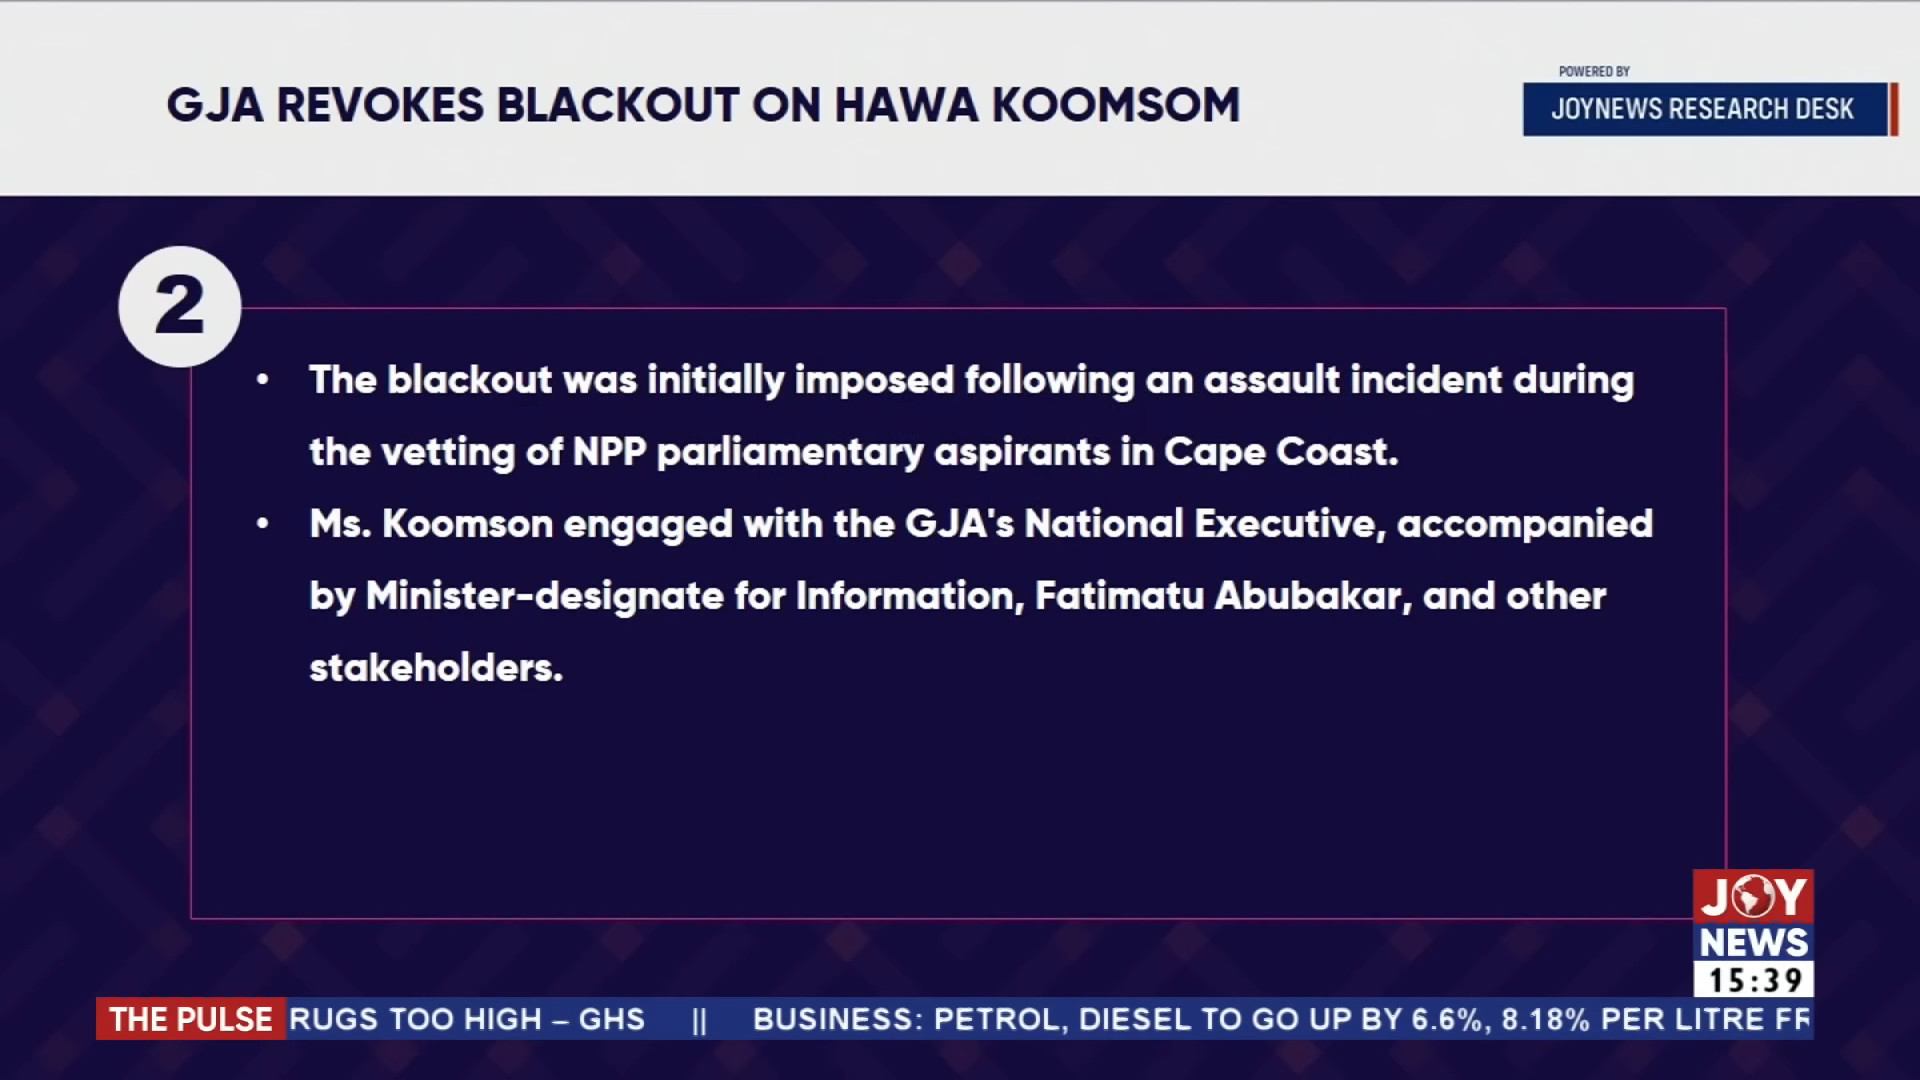 GJA REVOKES BLACKOUT ON HAWA KOOMSOM
POWERED BY
JOYNEWS RESEARCH DESK
2
• The blackout was initially imposed following an assault incident during
the vetting of NPP parliamentary aspirants in Cape Coast.
• Ms. Koomson engaged with the GJA's National Executive, accompanied
by Minister-designate for Information, Fatimatu Abubakar, and other
stakeholders.
JOY
NEWS
15:39
THE PULSE RUGS TOO HIGH – GHS || BUSINESS: PETROL, DIESEL TO GO UP BY 6.6%, 8.18% PER LITRE FR